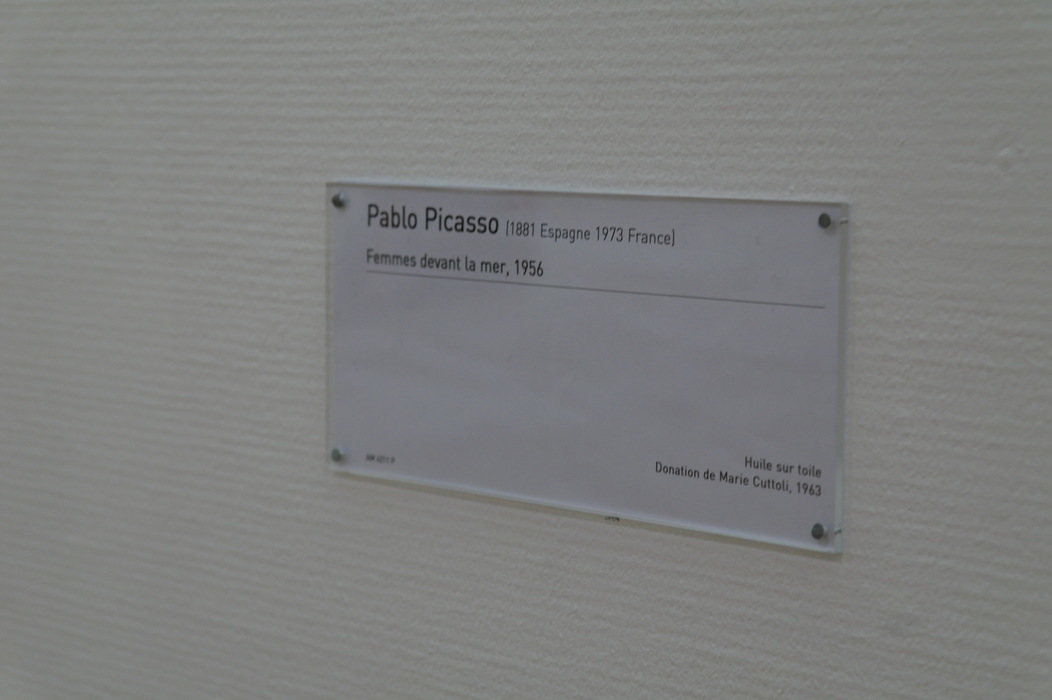 Pablo Picasso (1881 Espagne 1973 France)
Femmes devant la mer, 1956
Huile sur toile
Donation de Marie Cuttoli, 1963